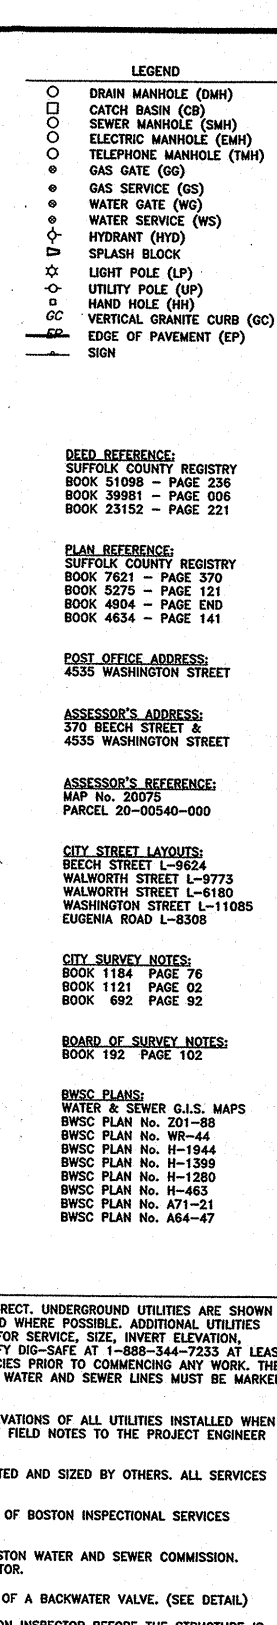 LEGEND
DRAIN MANHOLE (DMH)
CATCH BASIN (CB)
SEWER MANHOLE (SMH)
ELECTRIC MANHOLE (EMH)
TELEPHONE MANHOLE (TMH)
GAS GATE (GG)
GAS SERVICE (GS)
WATER GATE (WG)
WATER SERVICE (WS)
HYDRANT (HYD)
SPLASH BLOCK
LIGHT POLE (LP)
UTILITY POLE (UP)
HAND HOLE (HH)
GC VERTICAL GRANITE CURB (GC)
EP EDGE OF PAVEMENT (EP)
SIGN
DEED REFERENCE:
SUFFOLK COUNTY REGISTRY
BOOK 51098 – PAGE 236
BOOK 39981 – PAGE 006
BOOK 23152 – PAGE 221
PLAN REFERENCE:
SUFFOLK COUNTY REGISTRY
BOOK 7621 – PAGE 370
BOOK 5275 – PAGE 121
BOOK 4904 – PAGE END
BOOK 4634 – PAGE 141
POST OFFICE ADDRESS:
4535 WASHINGTON STREET
ASSESSOR'S ADDRESS:
370 BEECH STREET &
4535 WASHINGTON STREET
ASSESSOR'S REFERENCE:
MAP No. 20075
PARCEL 20-00540-000
CITY STREET LAYOUTS:
BEECH STREET L-9624
WALWORTH STREET L-9773
WALWORTH STREET L-6180
WASHINGTON STREET L-11085
EUGENIA ROAD L-8308
CITY SURVEY NOTES:
BOOK 1184 PAGE 76
BOOK 1121 PAGE 02
BOOK 692 PAGE 92
BOARD OF SURVEY NOTES:
BOOK 192 PAGE 102
BWSC PLANS:
WATER & SEWER G.I.S. MAPS
BWSC PLAN No. Z01-88
BWSC PLAN No. WR-44
BWSC PLAN No. H-1944
BWSC PLAN No. H-1399
BWSC PLAN No. H-1280
BWSC PLAN No. H-463
BWSC PLAN No. A71-21
BWSC PLAN No. A64-47
RECT. UNDERGROUND UTILITIES ARE SHOWN
D WHERE POSSIBLE. ADDITIONAL UTILITIES
FOR SERVICE, SIZE, INVERT ELEVATION,
FY DIG-SAFE AT 1-888-344-7233 AT LEAS
CIES PRIOR TO COMMENCING ANY WORK. THE
WATER AND SEWER LINES MUST BE MARKE
VATIONS OF ALL UTILITIES INSTALLED WHEN
FIELD NOTES TO THE PROJECT ENGINEER
TED AND SIZED BY OTHERS. ALL SERVICES
OF BOSTON INSPECTIONAL SERVICES
STON WATER AND SEWER COMMISSION.
TOR.
OF A BACKWATER VALVE. (SEE DETAIL)
ON INSPECTOR BEFORE THE STRUCTURE IS